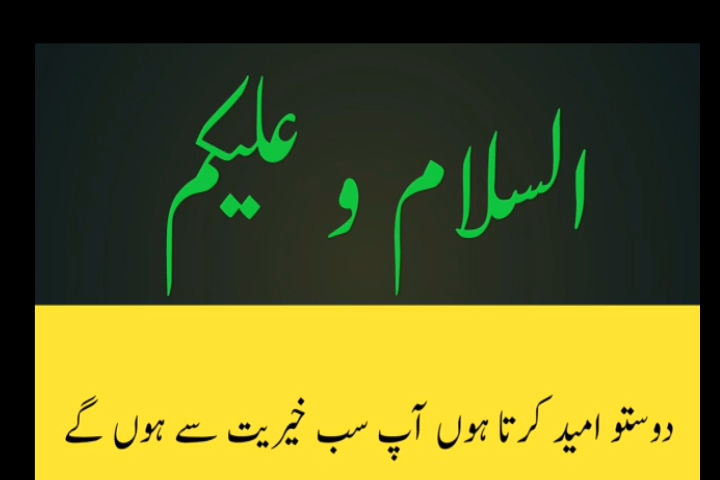 السلام و علیکم
دوستو امید کرتا ہوں آپ سب خیریت سے ہوں گے